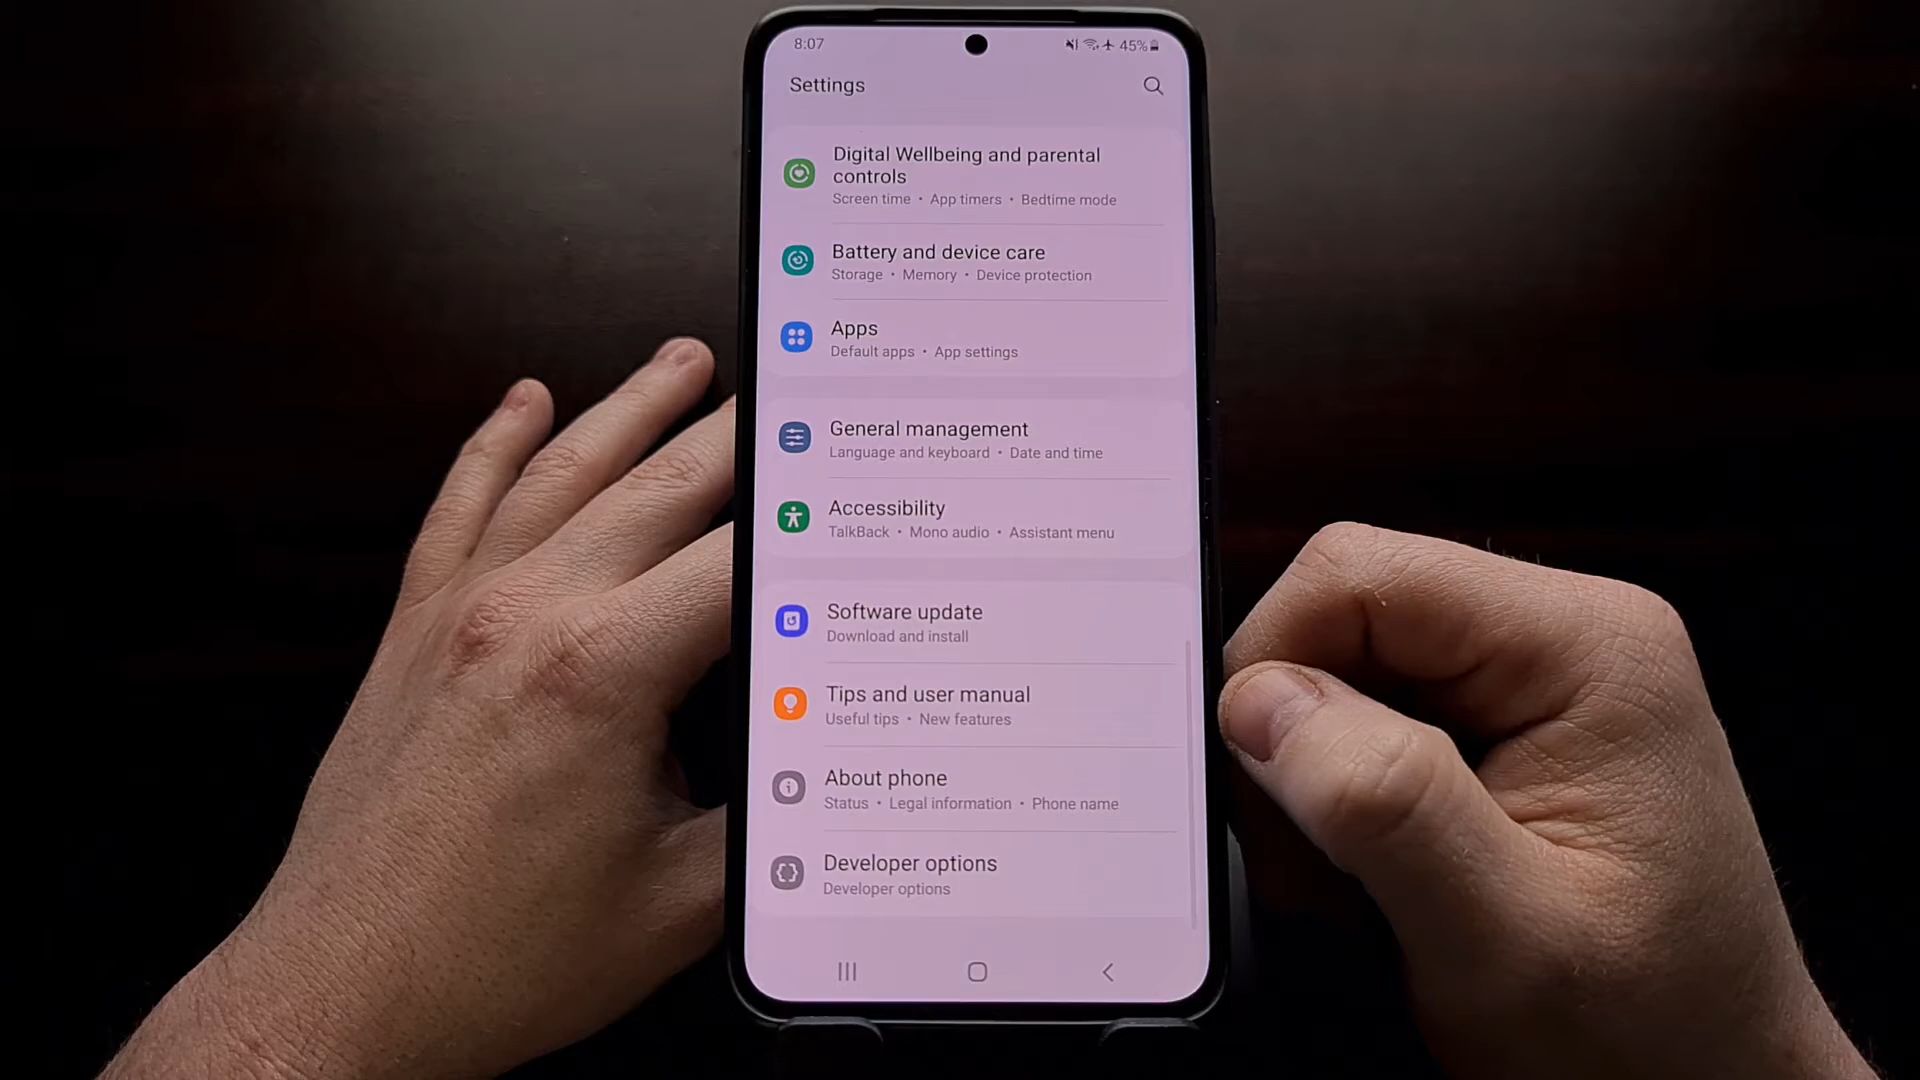 8:07
45%
Settings
Digital Wellbeing and parental
controls
Screen time • App timers • Bedtime mode
Battery and device care
Storage • Memory • Device protection
Apps
Default apps • App settings
General management
Language and keyboard • Date and time
Accessibility
TalkBack • Mono audio • Assistant menu
Software update
Download and install
Tips and user manual
Useful tips • New features
About phone
Status • Legal information • Phone name
Developer options
Developer options